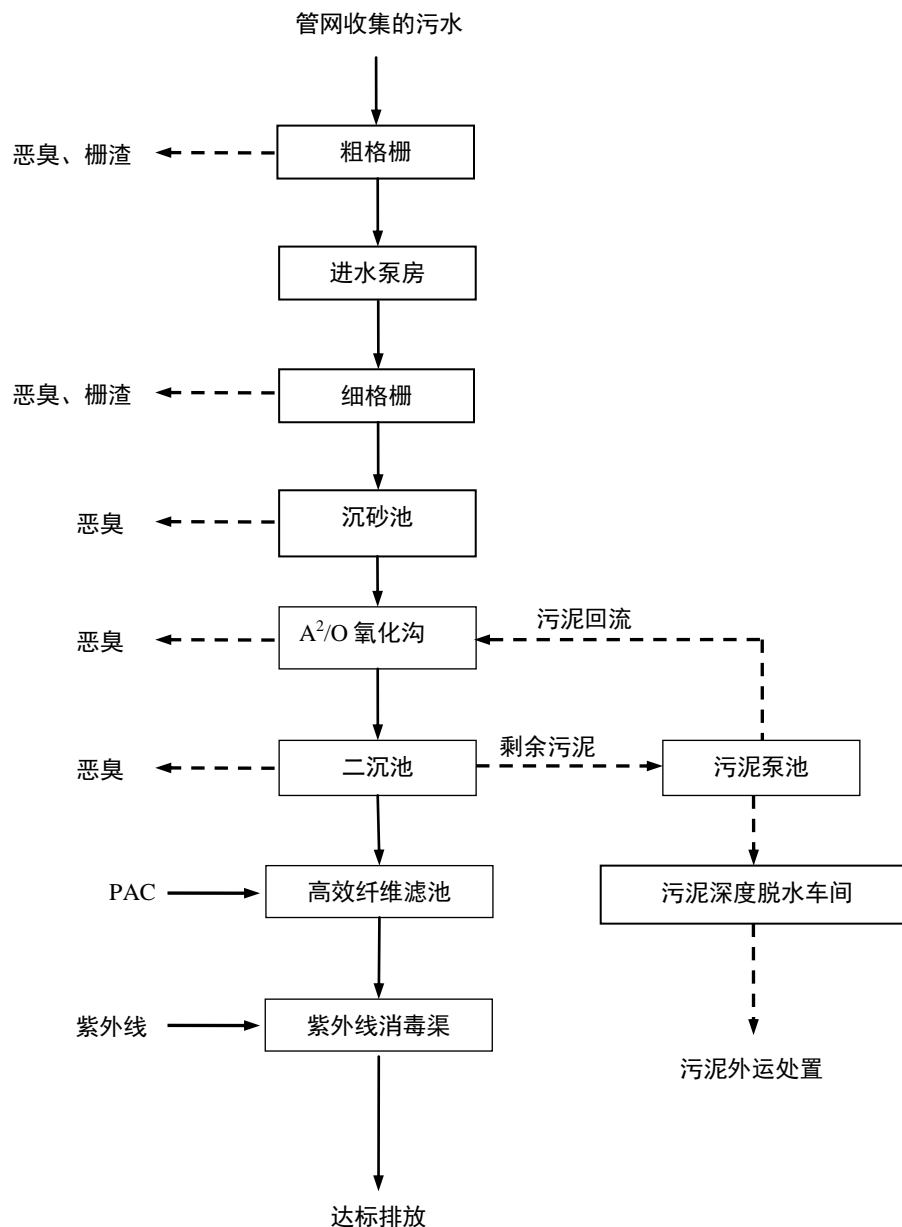 管网收集的污水
恶臭、栅渣
粗格栅
进水泵房
恶臭、栅渣
细格栅
恶臭
沉砂池
恶臭
A²/O 氧化沟
污泥回流
恶臭
二沉池
剩余污泥
污泥泵池
PAC
高效纤维滤池
污泥深度脱水车间
紫外线
紫外线消毒渠
污泥外运处置
达标排放